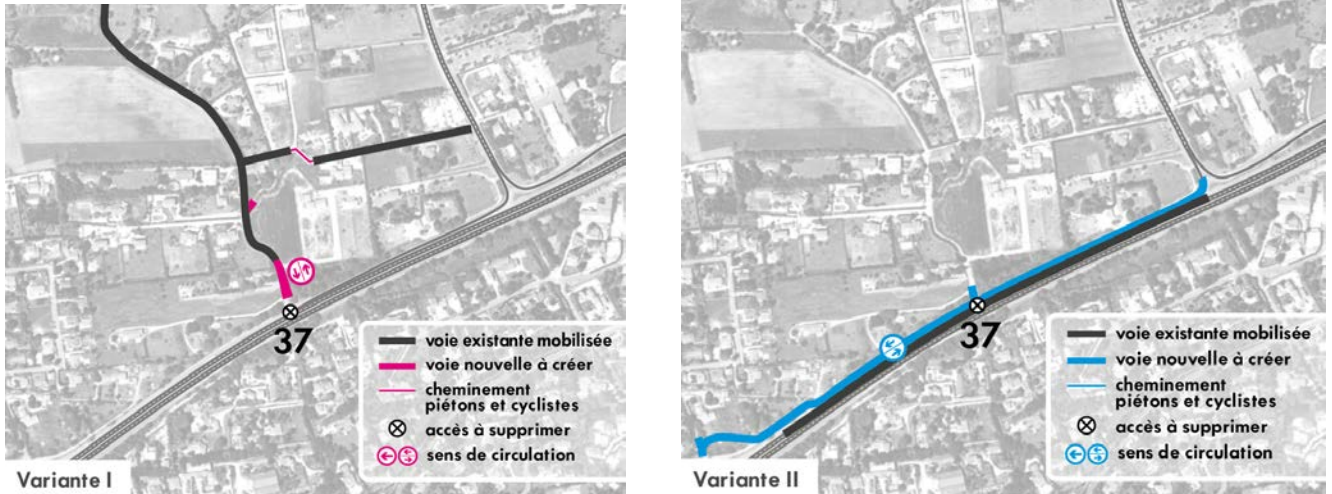 37
voie existante mobilisée
voie nouvelle à créer
cheminement
piétons et cyclistes
accès à supprimer
sens de circulation
Variante I
37
voie existante mobilisée
voie nouvelle à créer
cheminement
piétons et cyclistes
accès à supprimer
sens de circulation
Variante II